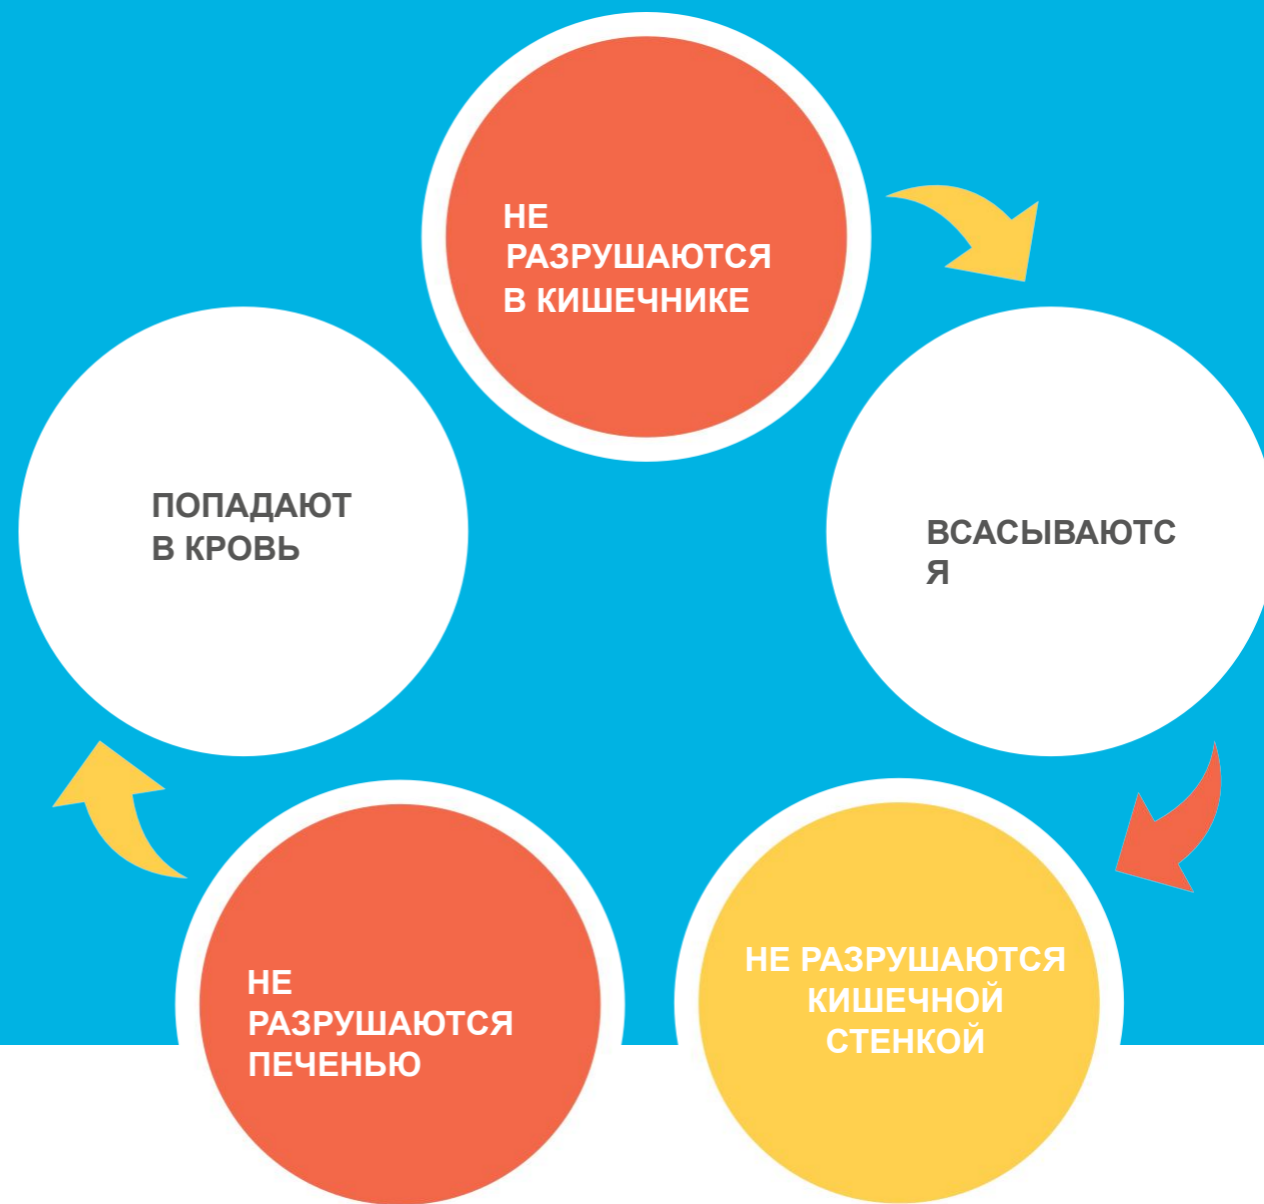 НЕ
РАЗРУШАЮТСЯ
В КИШЕЧНИКЕ
ПОПАДАЮТ
В КРОВЬ
ВСАСЫВАЮТС
Я
НЕ РАЗРУШАЮТСЯ
КИШЕЧНОЙ
СТЕНКОЙ
НЕ
РАЗРУШАЮТСЯ
ПЕЧЕНЬЮ